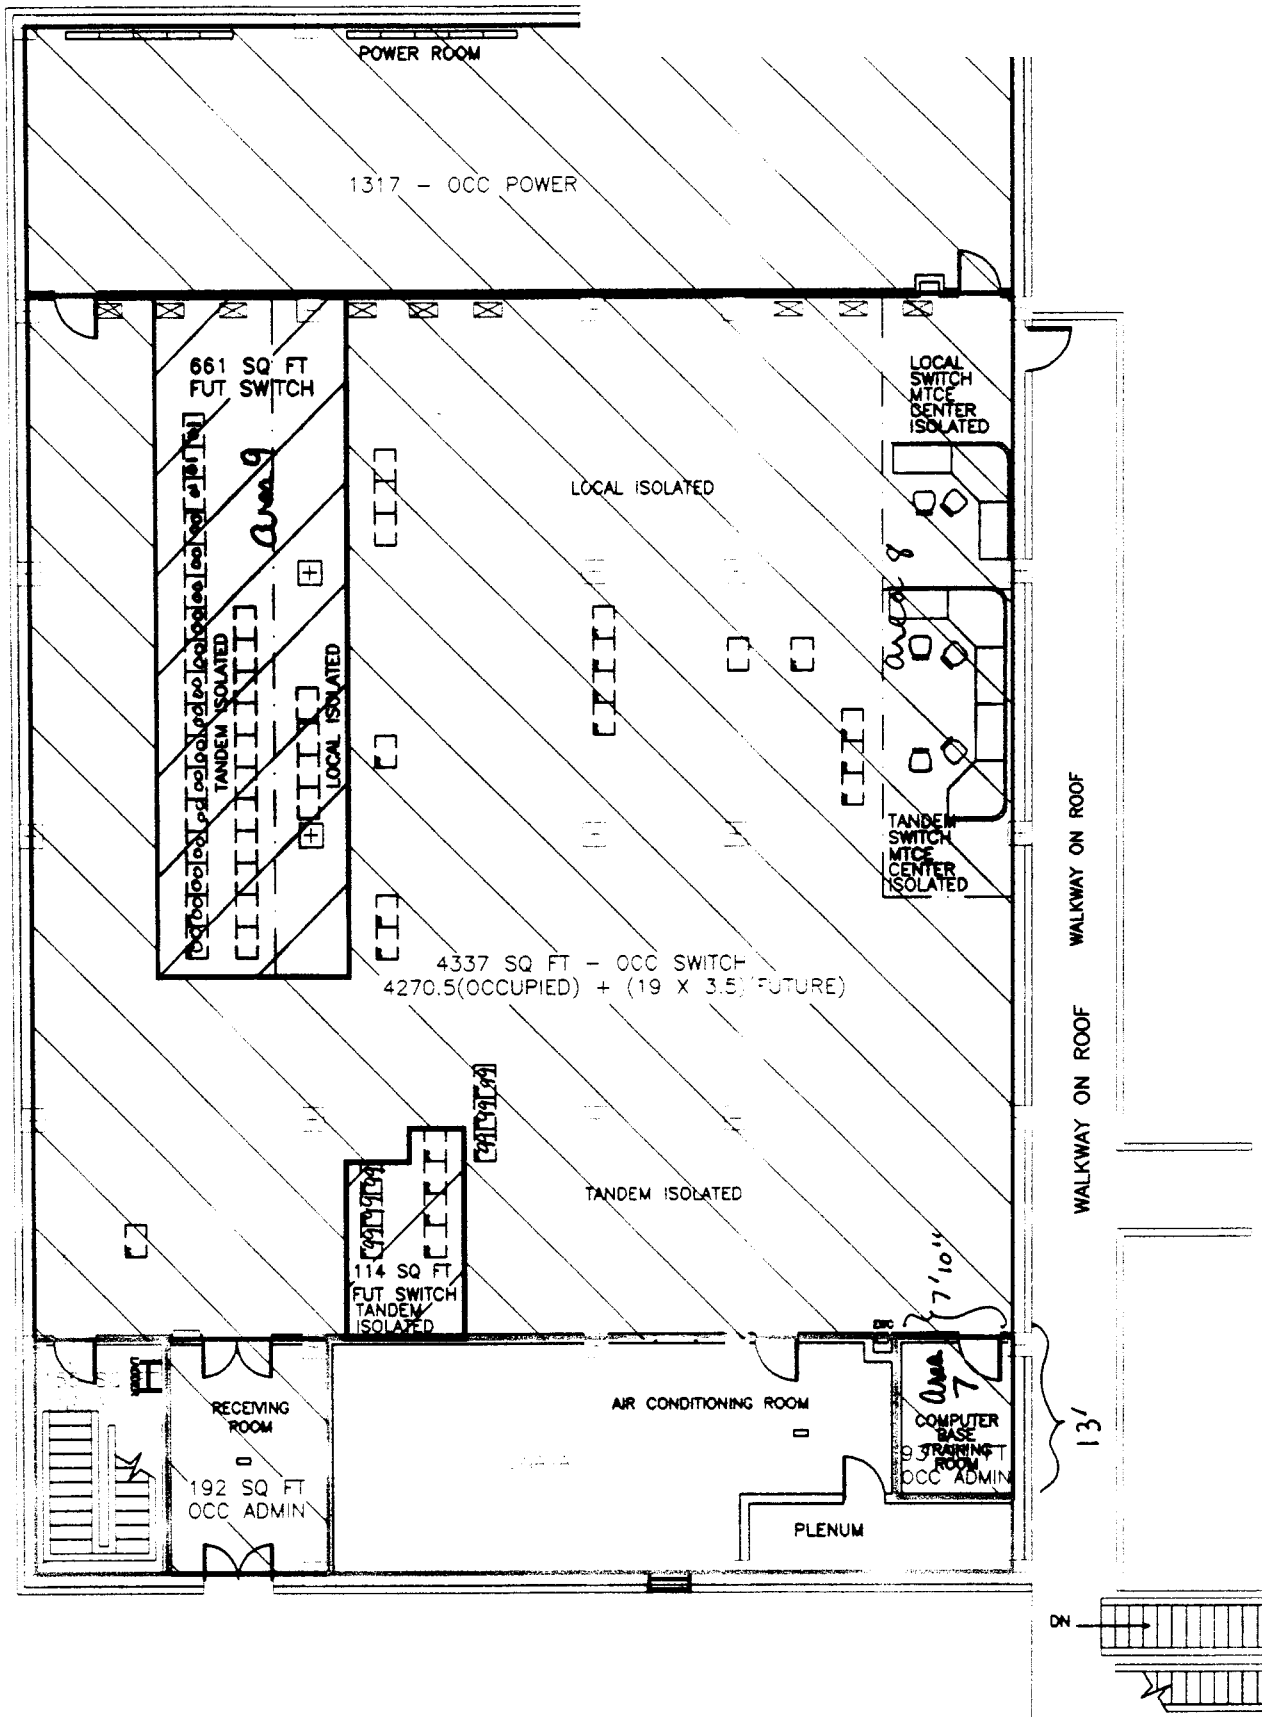 POWER ROOM
1317 - OCC POWER
661 SQ FT
FUT SWITCH
LOCAL
SWITCH
MTCE
CENTER
ISOLATED
area 9
LOCAL ISOLATED
area 8
TANDEM ISOLATED
LOCAL ISOLATED
TANDEM
SWITCH
MTCE
CENTER
ISOLATED
WALKWAY ON ROOF
WALKWAY ON ROOF
4337 SQ FT - OCC SWITCH
4270.5(OCCUPIED) + (19 X 3.5)(FUTURE)
TANDEM ISOLATED
114 SQ FT
FUT SWITCH
TANDEM
ISOLATED
7'10"
13'
LADDER
RECEIVING
ROOM
192 SQ FT
OCC ADMIN
AIR CONDITIONING ROOM
area
7
COMPUTER
BASE
TRAINING
ROOM
93 FT
OCC ADMIN
PLENUM
DN